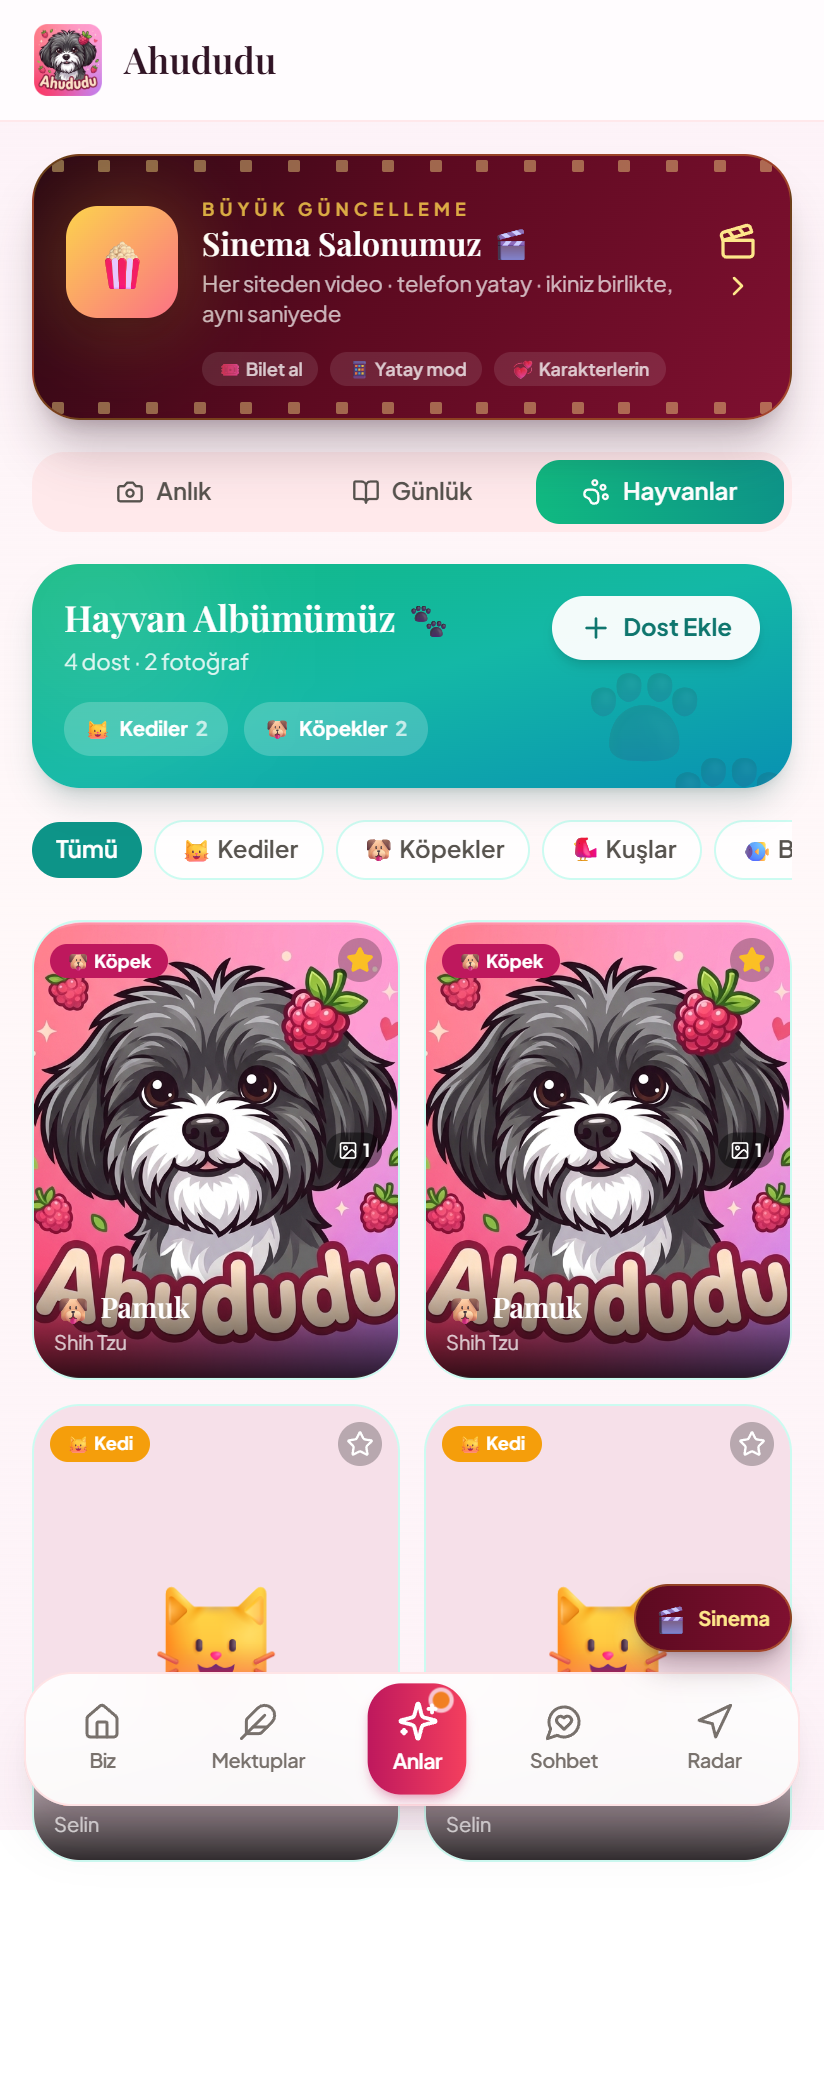 Ahududu
Ahududu
BÜYÜK GÜNCELLEME
Sinema Salonumuz
Her siteden video · telefon yatay · ikiniz birlikte,
aynı saniyede
Bilet al
Yatay mod
Karakterlerin
Anlık
Günlük
Hayvanlar
Hayvan Albümümüz
4 dost · 2 fotoğraf
Dost Ekle
Kediler 2
Köpekler 2
Tümü
Kediler
Köpekler
Kuşlar
B
Köpek
1
Ahududu
Pamuk
Shih Tzu
Köpek
1
Ahududu
Pamuk
Shih Tzu
Kedi
Kedi
Sinema
Biz
Mektuplar
Anlar
Sohbet
Radar
Selin
Selin